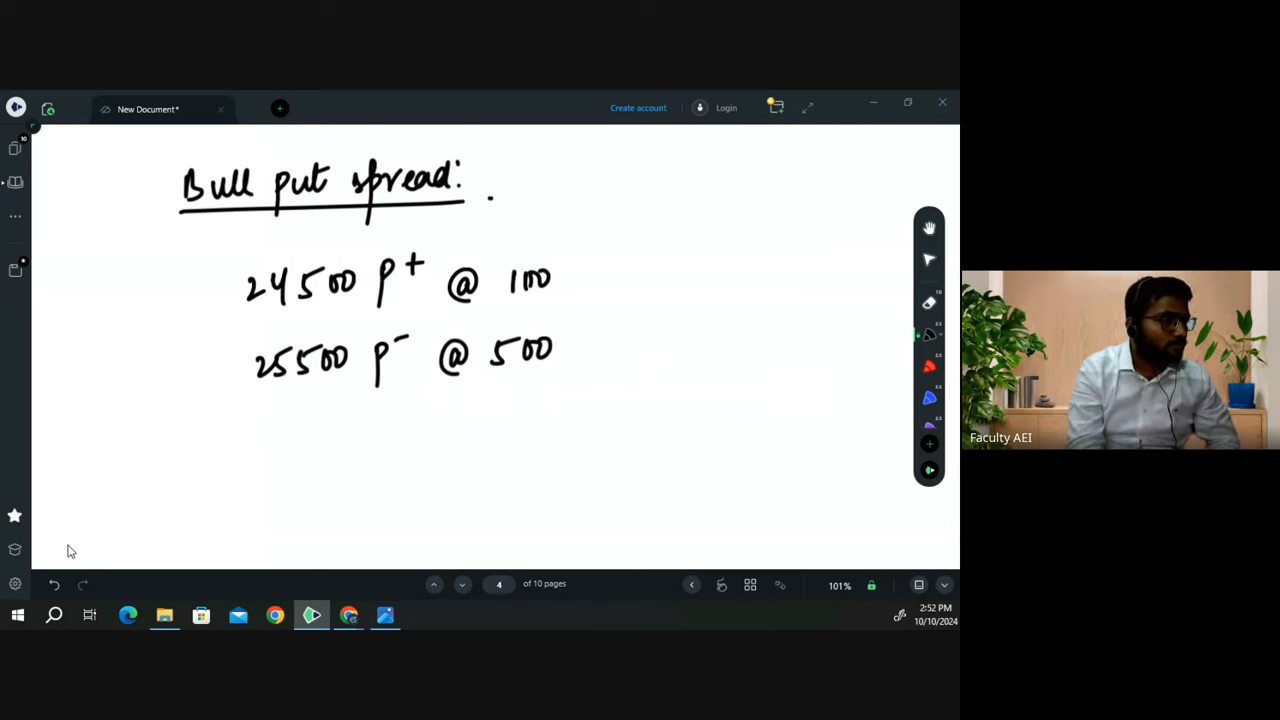 New Document*
Create account
Login
Bull put spread:
24500 P+ @ 100
25500 P- @ 500
Faculty AEI
4 of 10 pages
101%
2:52 PM
10/10/2024